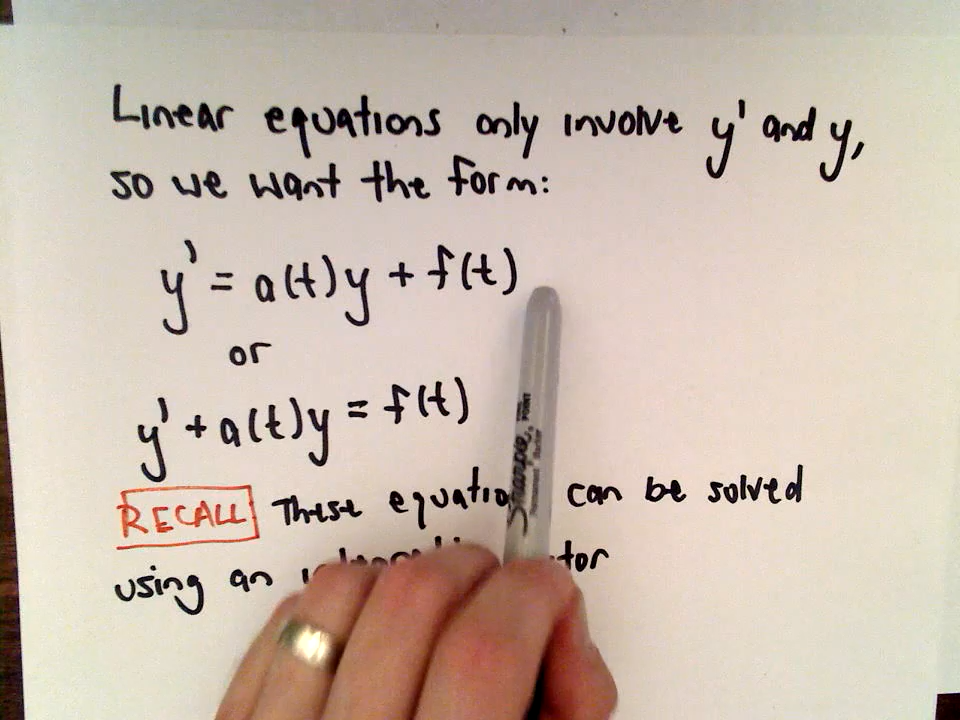 Linear equations only involve y' and y,
so we want the form:
y' = a(t)y + f(t)
or
y' + a(t)y = f(t)
RECALL These equatio can be solved
using an tor
Sharpie